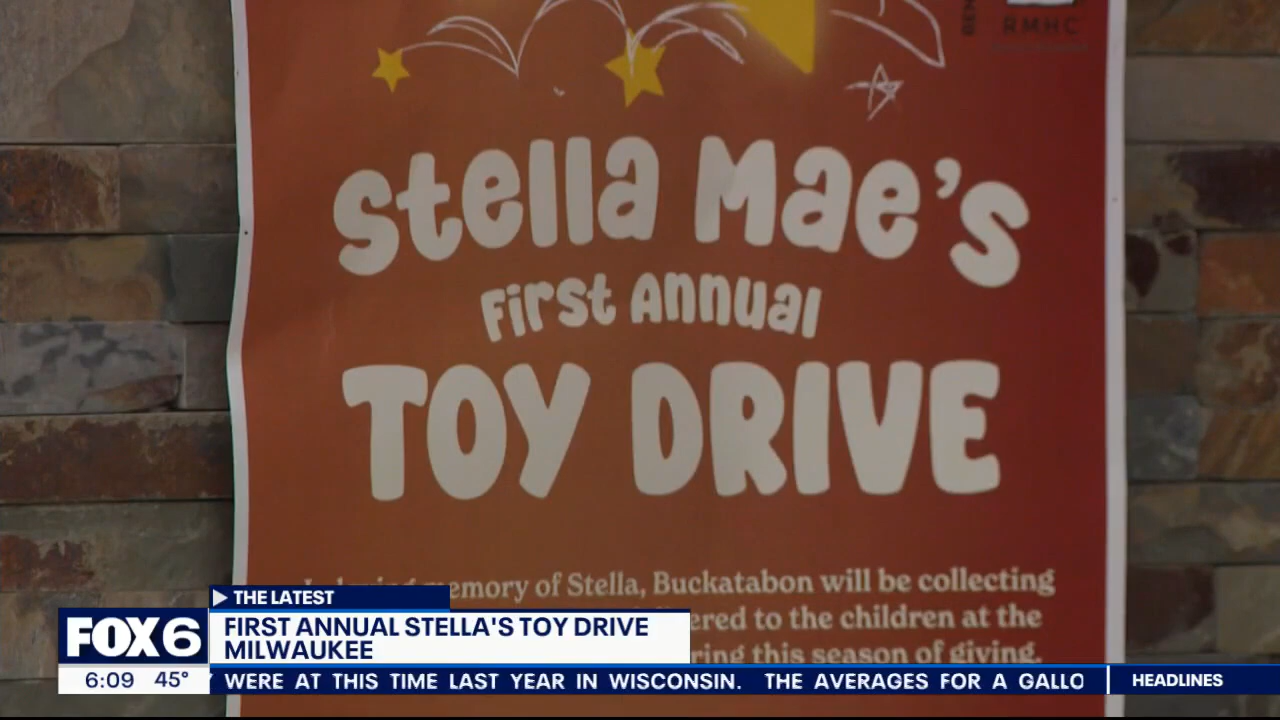 RMHC
Stella Mae's
First Annual
TOY DRIVE
memory of Stella, Buckatabon will be collecting
to the children at the
this season of giving.
THE LATEST
FOX6
FIRST ANNUAL STELLA'S TOY DRIVE
MILWAUKEE
6:09 45°
WERE AT THIS TIME LAST YEAR IN WISCONSIN. THE AVERAGES FOR A GALLO
HEADLINES